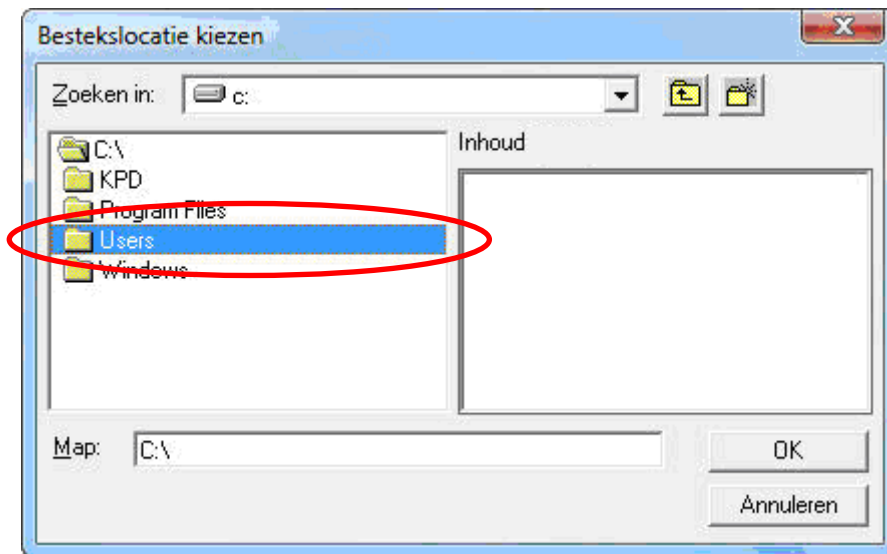 Bestekslocatie kiezen
Zoeken in: c:
Inhoud
C:\
KPD
Program Files
Users
Windows
Map: C:\
OK
Annuleren